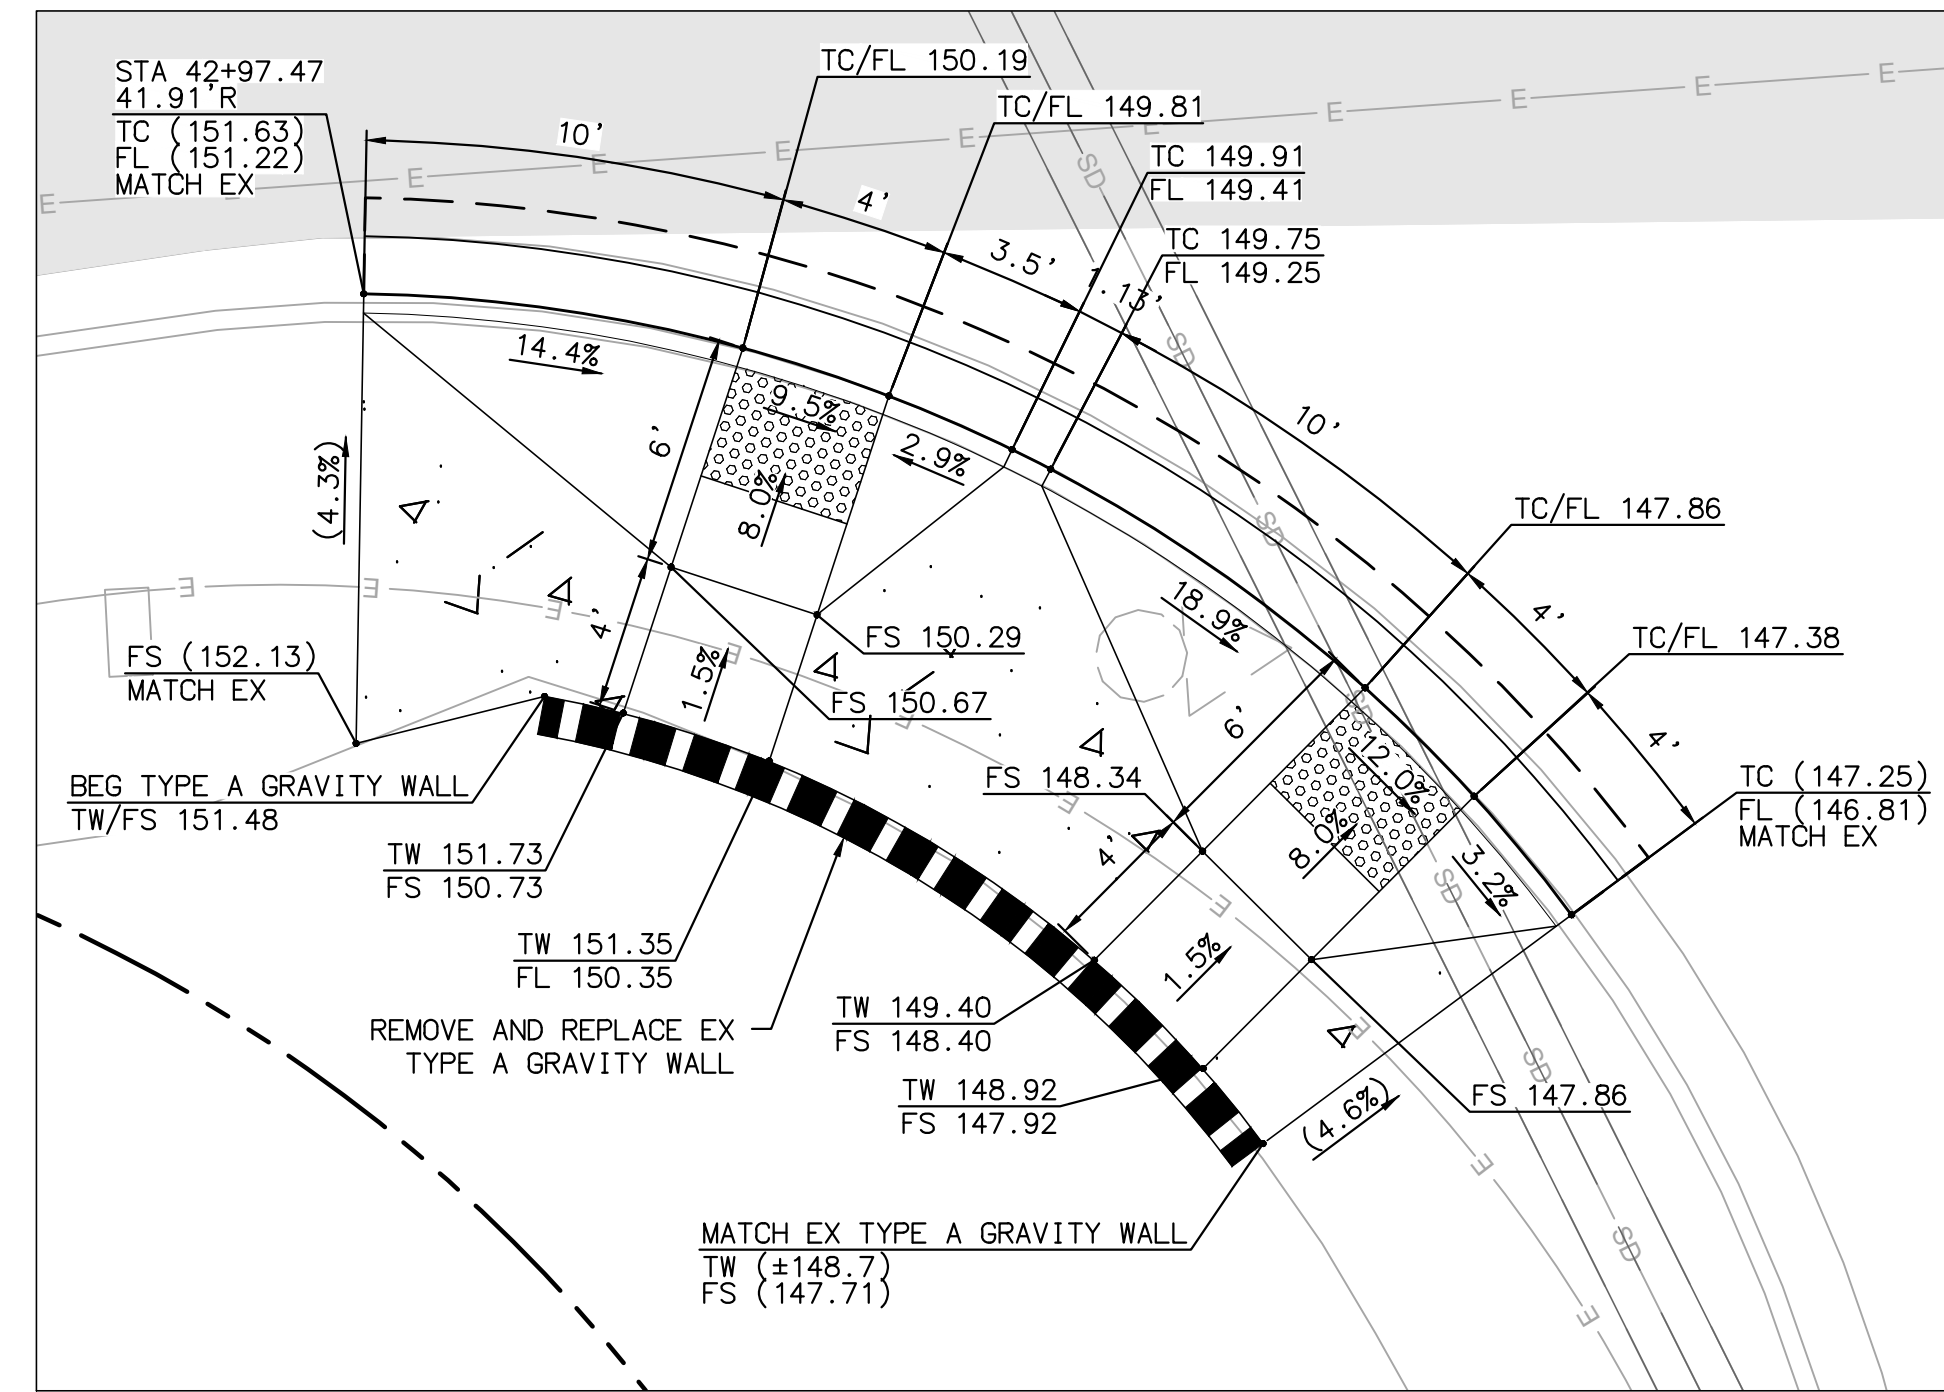 STA 42+97.47
41.91'R
TC (151.63)
FL (151.22)
MATCH EX
TC/FL 150.19
TC/FL 149.81
TC 149.91
FL 149.41
TC 149.75
FL 149.25
10'
4'
3.5'
1.13'
10'
4'
4'
E
E
E
E
E
E
E
E
E
E
SD
SD
SD
SD
SD
SD
SD
14.4%
9.5%
2.9%
6'
8.0%
(4.3%)
4'
1.5%
E
E
E
E
E
E
E
E
E
E
TC/FL 147.86
TC/FL 147.38
18.9%
6'
12.0%
8.0%
3.2%
4'
1.5%
(4.6%)
FS (152.13)
MATCH EX
FS 150.29
FS 150.67
FS 148.34
TC (147.25)
FL (146.81)
MATCH EX
BEG TYPE A GRAVITY WALL
TW/FS 151.48
TW 151.73
FS 150.73
TW 151.35
FL 150.35
REMOVE AND REPLACE EX
TYPE A GRAVITY WALL
TW 149.40
FS 148.40
TW 148.92
FS 147.92
FS 147.86
MATCH EX TYPE A GRAVITY WALL
TW (±148.7)
FS (147.71)